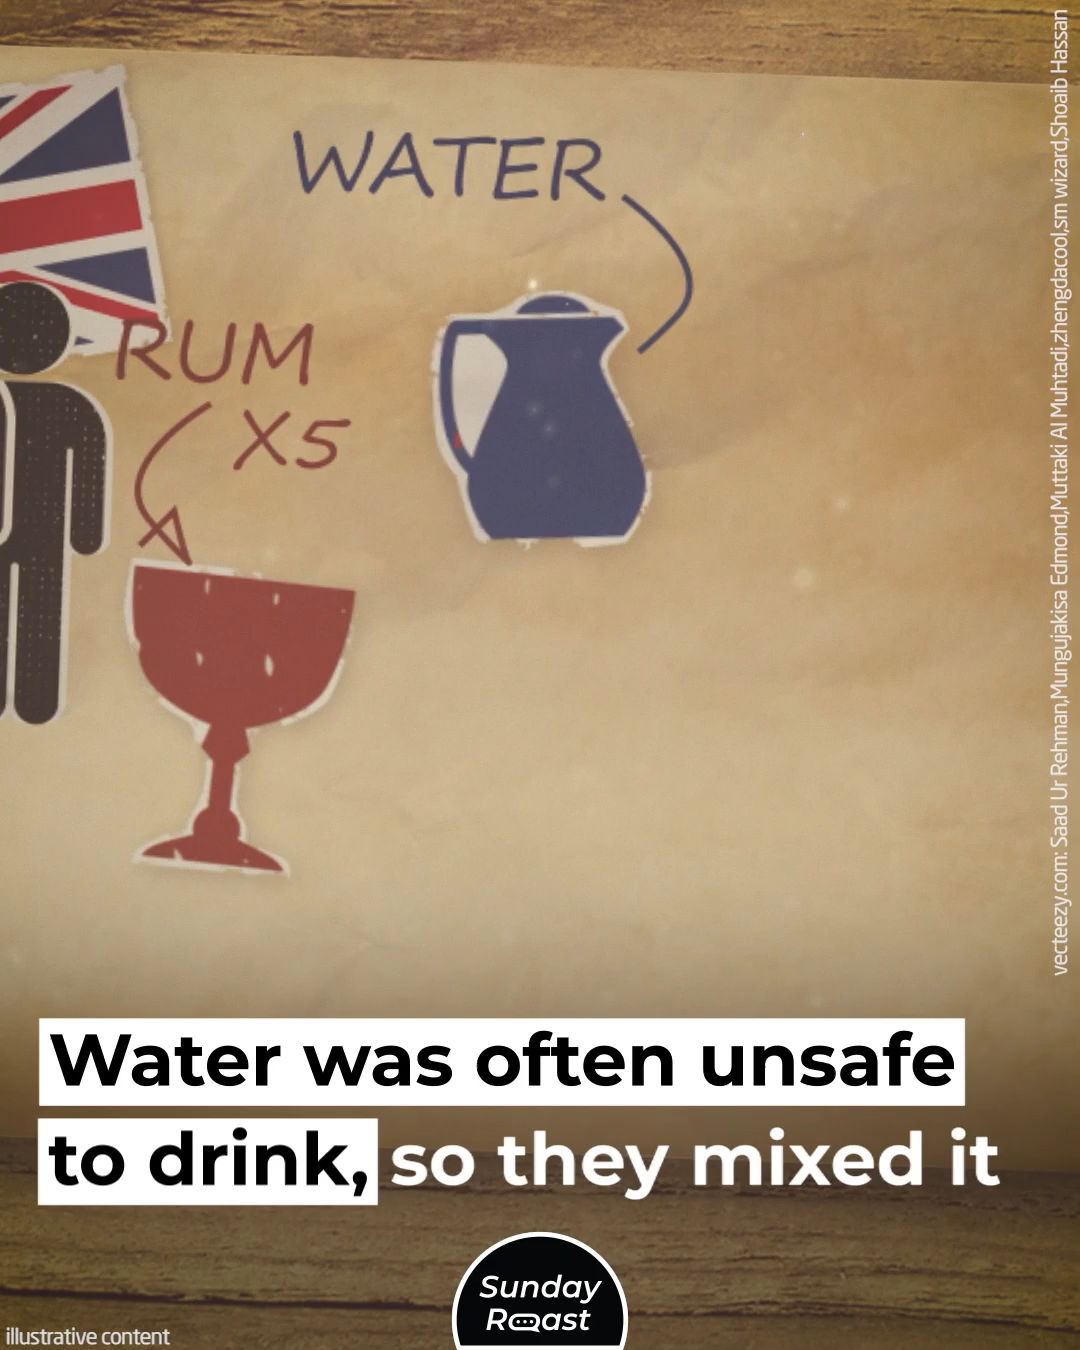 WATER
RUM
X5
Water was often unsafe
to drink, so they mixed it
Sunday
Roast
illustrative content
vecteezy.com: Saad Ur Rehman,Mungujakisa Edmond,Muttaki Al Muhtadi,zhengdacool,sm wizard,Shoaib Hassan